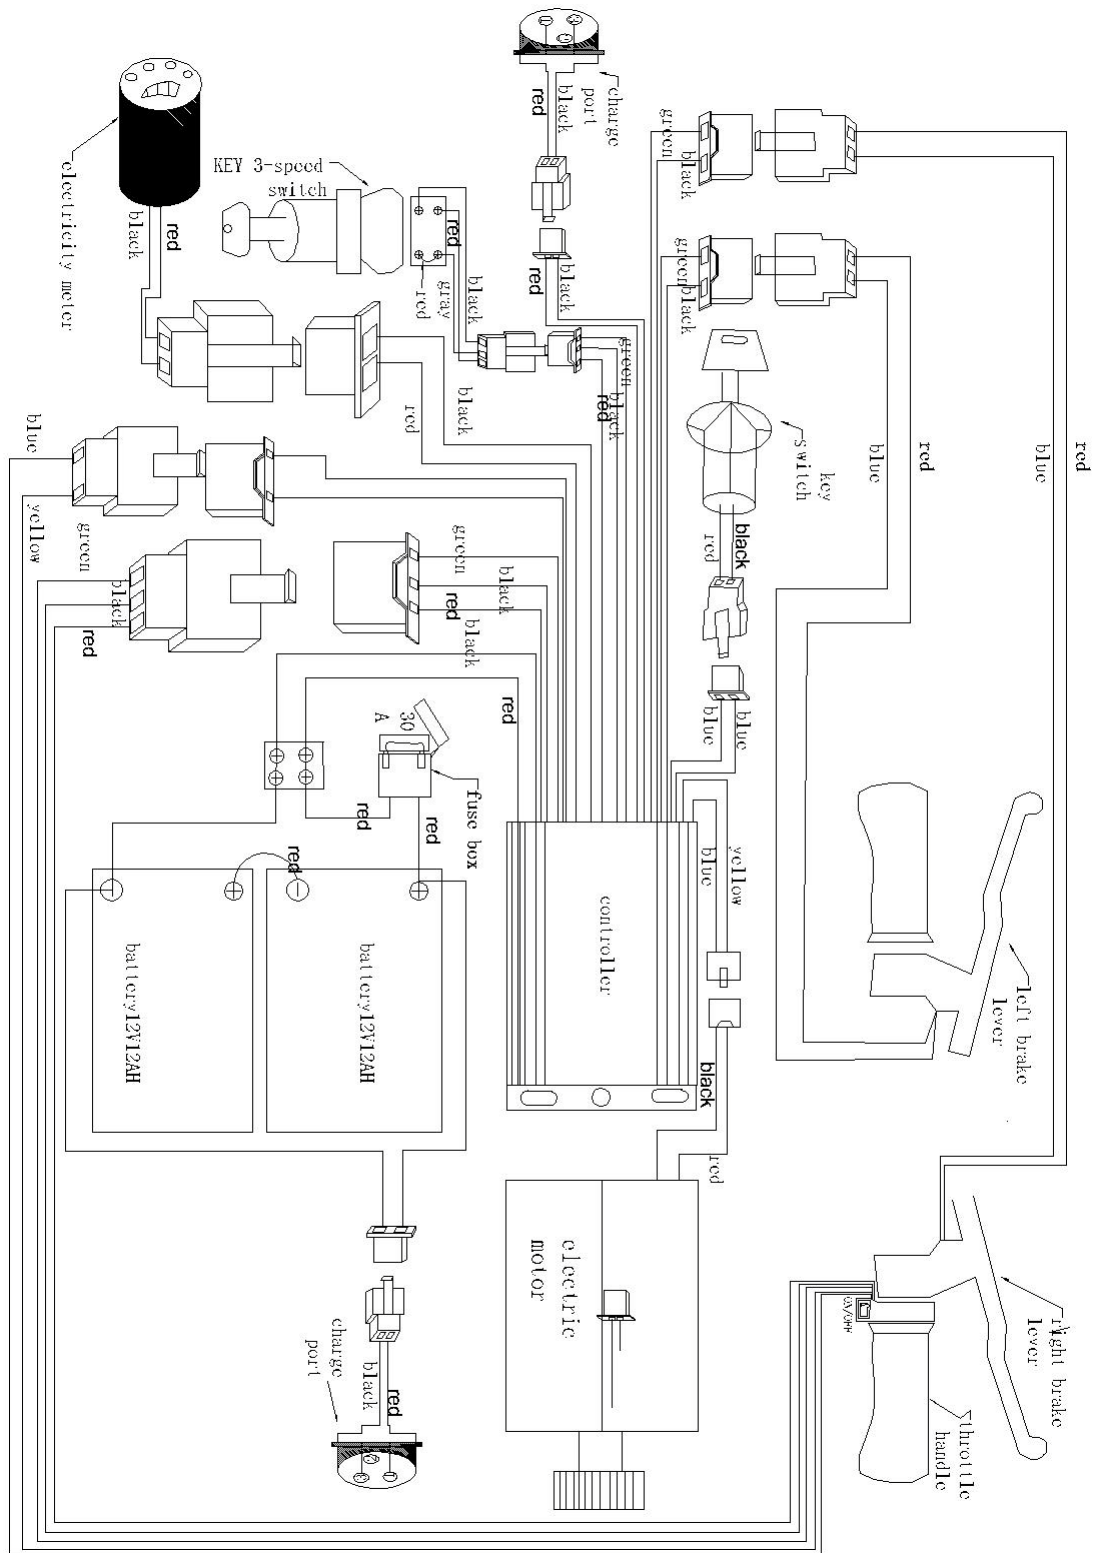 charge
port
red
black
green
black
red
blue
electricity meter
black
red
KEY 3-speed
switch
red
gray
red
black
red
black
green
black
key
switch
blue
red
green
black
red
black
red
black
black
red
blue
yellow
green
black
red
green
black
red
black
red
blue
blue
30
A
fuse box
red
red
red
battery12V12AH
battery12V12AH
controller
blue
yellow
black
red
left brake
lever
electric
motor
right brake
lever
ON/OFF
throttle
handle
charge
port
black
red